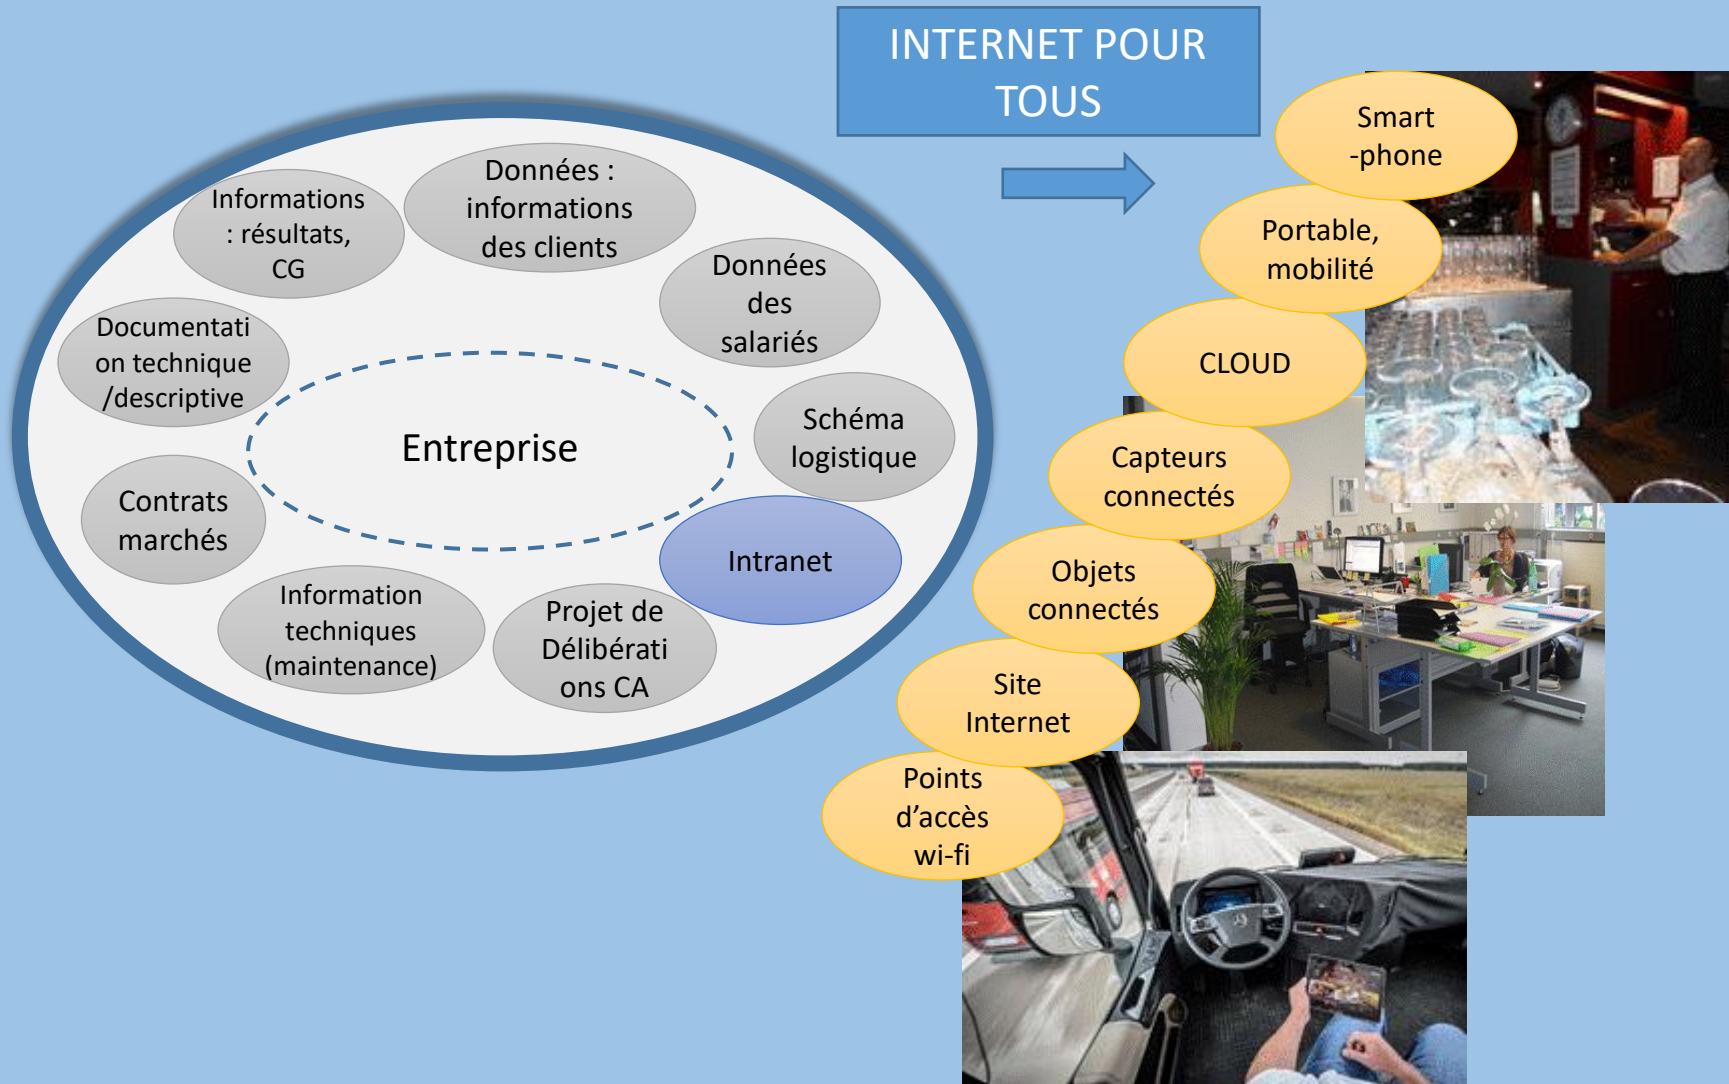 INTERNET POUR
TOUS
Smart
-phone
Portable,
mobilité
CLOUD
Capteurs
connectés
Objets
connectés
Site
Internet
Points
d’accès
wi-fi
Données :
informations
des clients
Informations
: résultats,
CG
Données
des
salariés
Documentati
on technique
/descriptive
Schéma
logistique
Entreprise
Contrats
marchés
Intranet
Information
techniques
(maintenance)
Projet de
Délibérati
ons CA